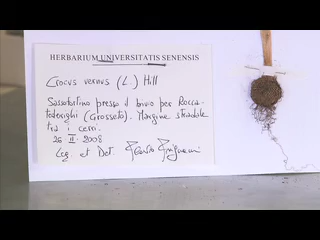 HERBARIUM UNIVERSITATIS SENENSIS
Crocus vernus (L.) Hill
Sassofortino presso il bivio per Rocca-
tederighi (Grosseto). Margine stradale
tra i cerri.
26 II 2008
Leg. et Det.